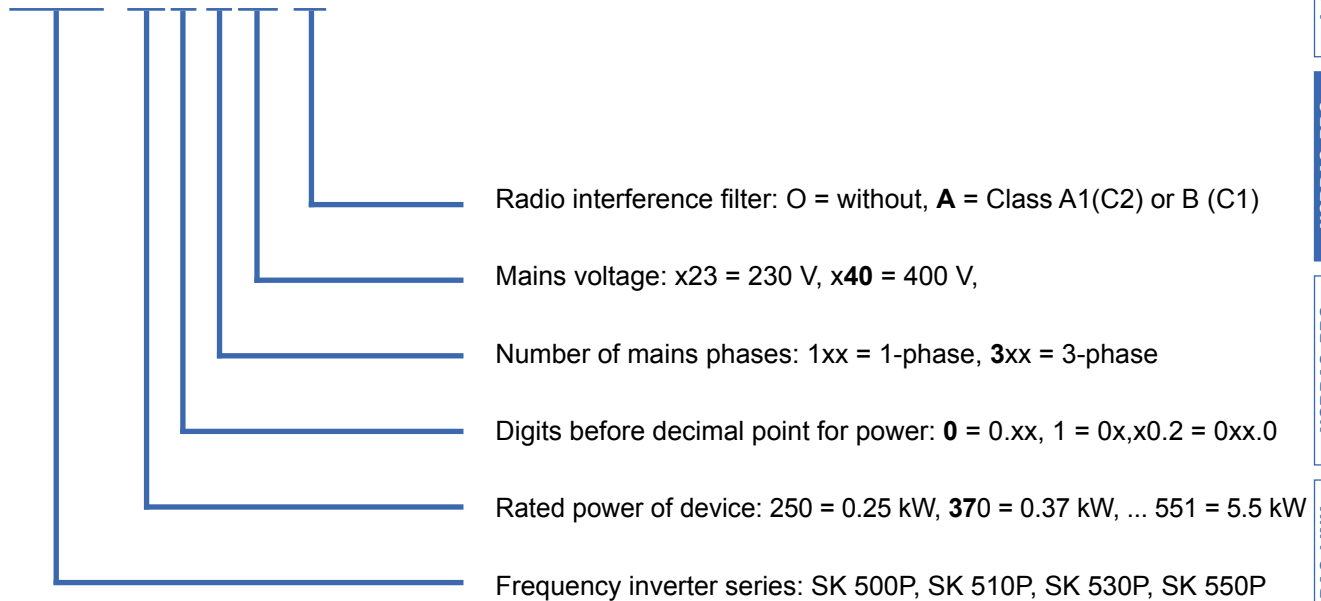 Radio interference filter: O = without, A = Class A1(C2) or B (C1)
Mains voltage: x23 = 230 V, x40 = 400 V,
Number of mains phases: 1xx = 1-phase, 3xx = 3-phase
Digits before decimal point for power: 0 = 0.xx, 1 = 0x,x0.2 = 0xx.0
Rated power of device: 250 = 0.25 kW, 370 = 0.37 kW, ... 551 = 5.5 kW
Frequency inverter series: SK 500P, SK 510P, SK 530P, SK 550P